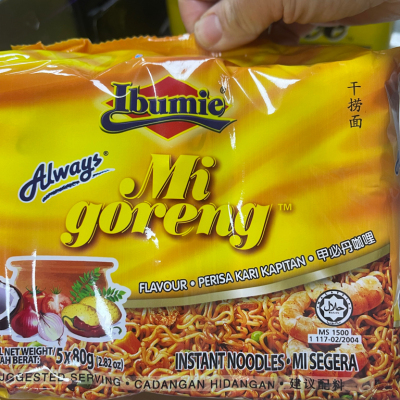 Ibumie®
干捞面
Always®
Mi
goreng™
FLAVOUR • PERISA KARI KAPITAN • 甲必丹咖喱
NET WEIGHT/
BERAT:
5x80g
(2.82 oz)
HALAL
MS 1500
1 117-02/2004
INSTANT NOODLES • MI SEGERA
SUGGESTED SERVING • CADANGAN HIDANGAN • 建议配料